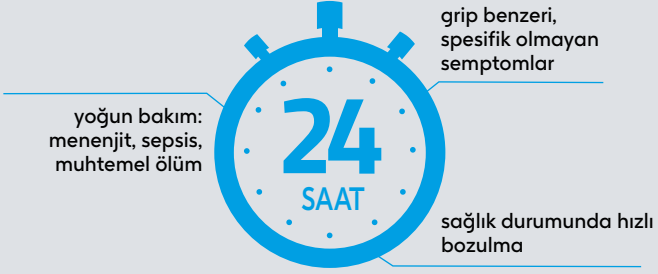 grip benzeri,
spesifik olmayan
semptomlar
yoğun bakım:
menenjit, sepsis,
muhtemel ölüm
24
SAAT
sağlık durumunda hızlı
bozulma